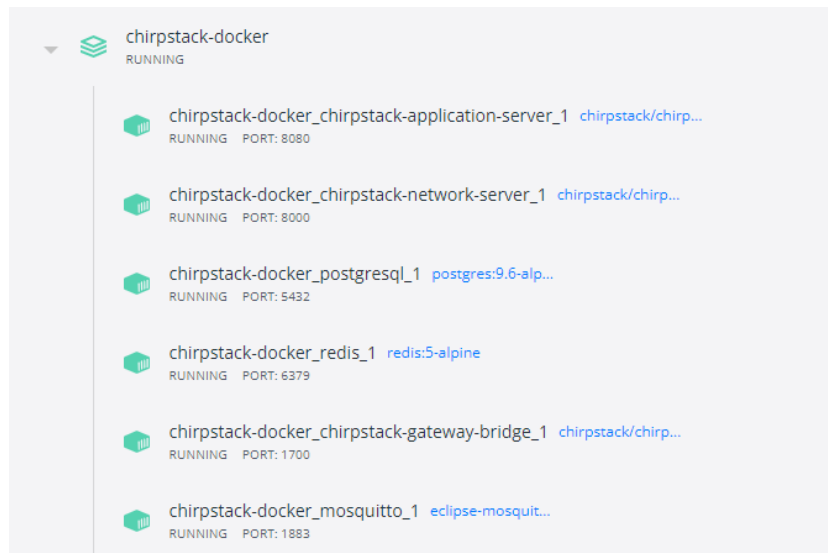 chirpstack-docker
RUNNING
chirpstack-docker_chirpstack-application-server_1 chirpstack/chirp...
RUNNING PORT: 8080
chirpstack-docker_chirpstack-network-server_1 chirpstack/chirp...
RUNNING PORT: 8000
chirpstack-docker_postgresql_1 postgres:9.6-alp...
RUNNING PORT: 5432
chirpstack-docker_redis_1 redis:5-alpine
RUNNING PORT: 6379
chirpstack-docker_chirpstack-gateway-bridge_1 chirpstack/chirp...
RUNNING PORT: 1700
chirpstack-docker_mosquitto_1 eclipse-mosquit...
RUNNING PORT: 1883